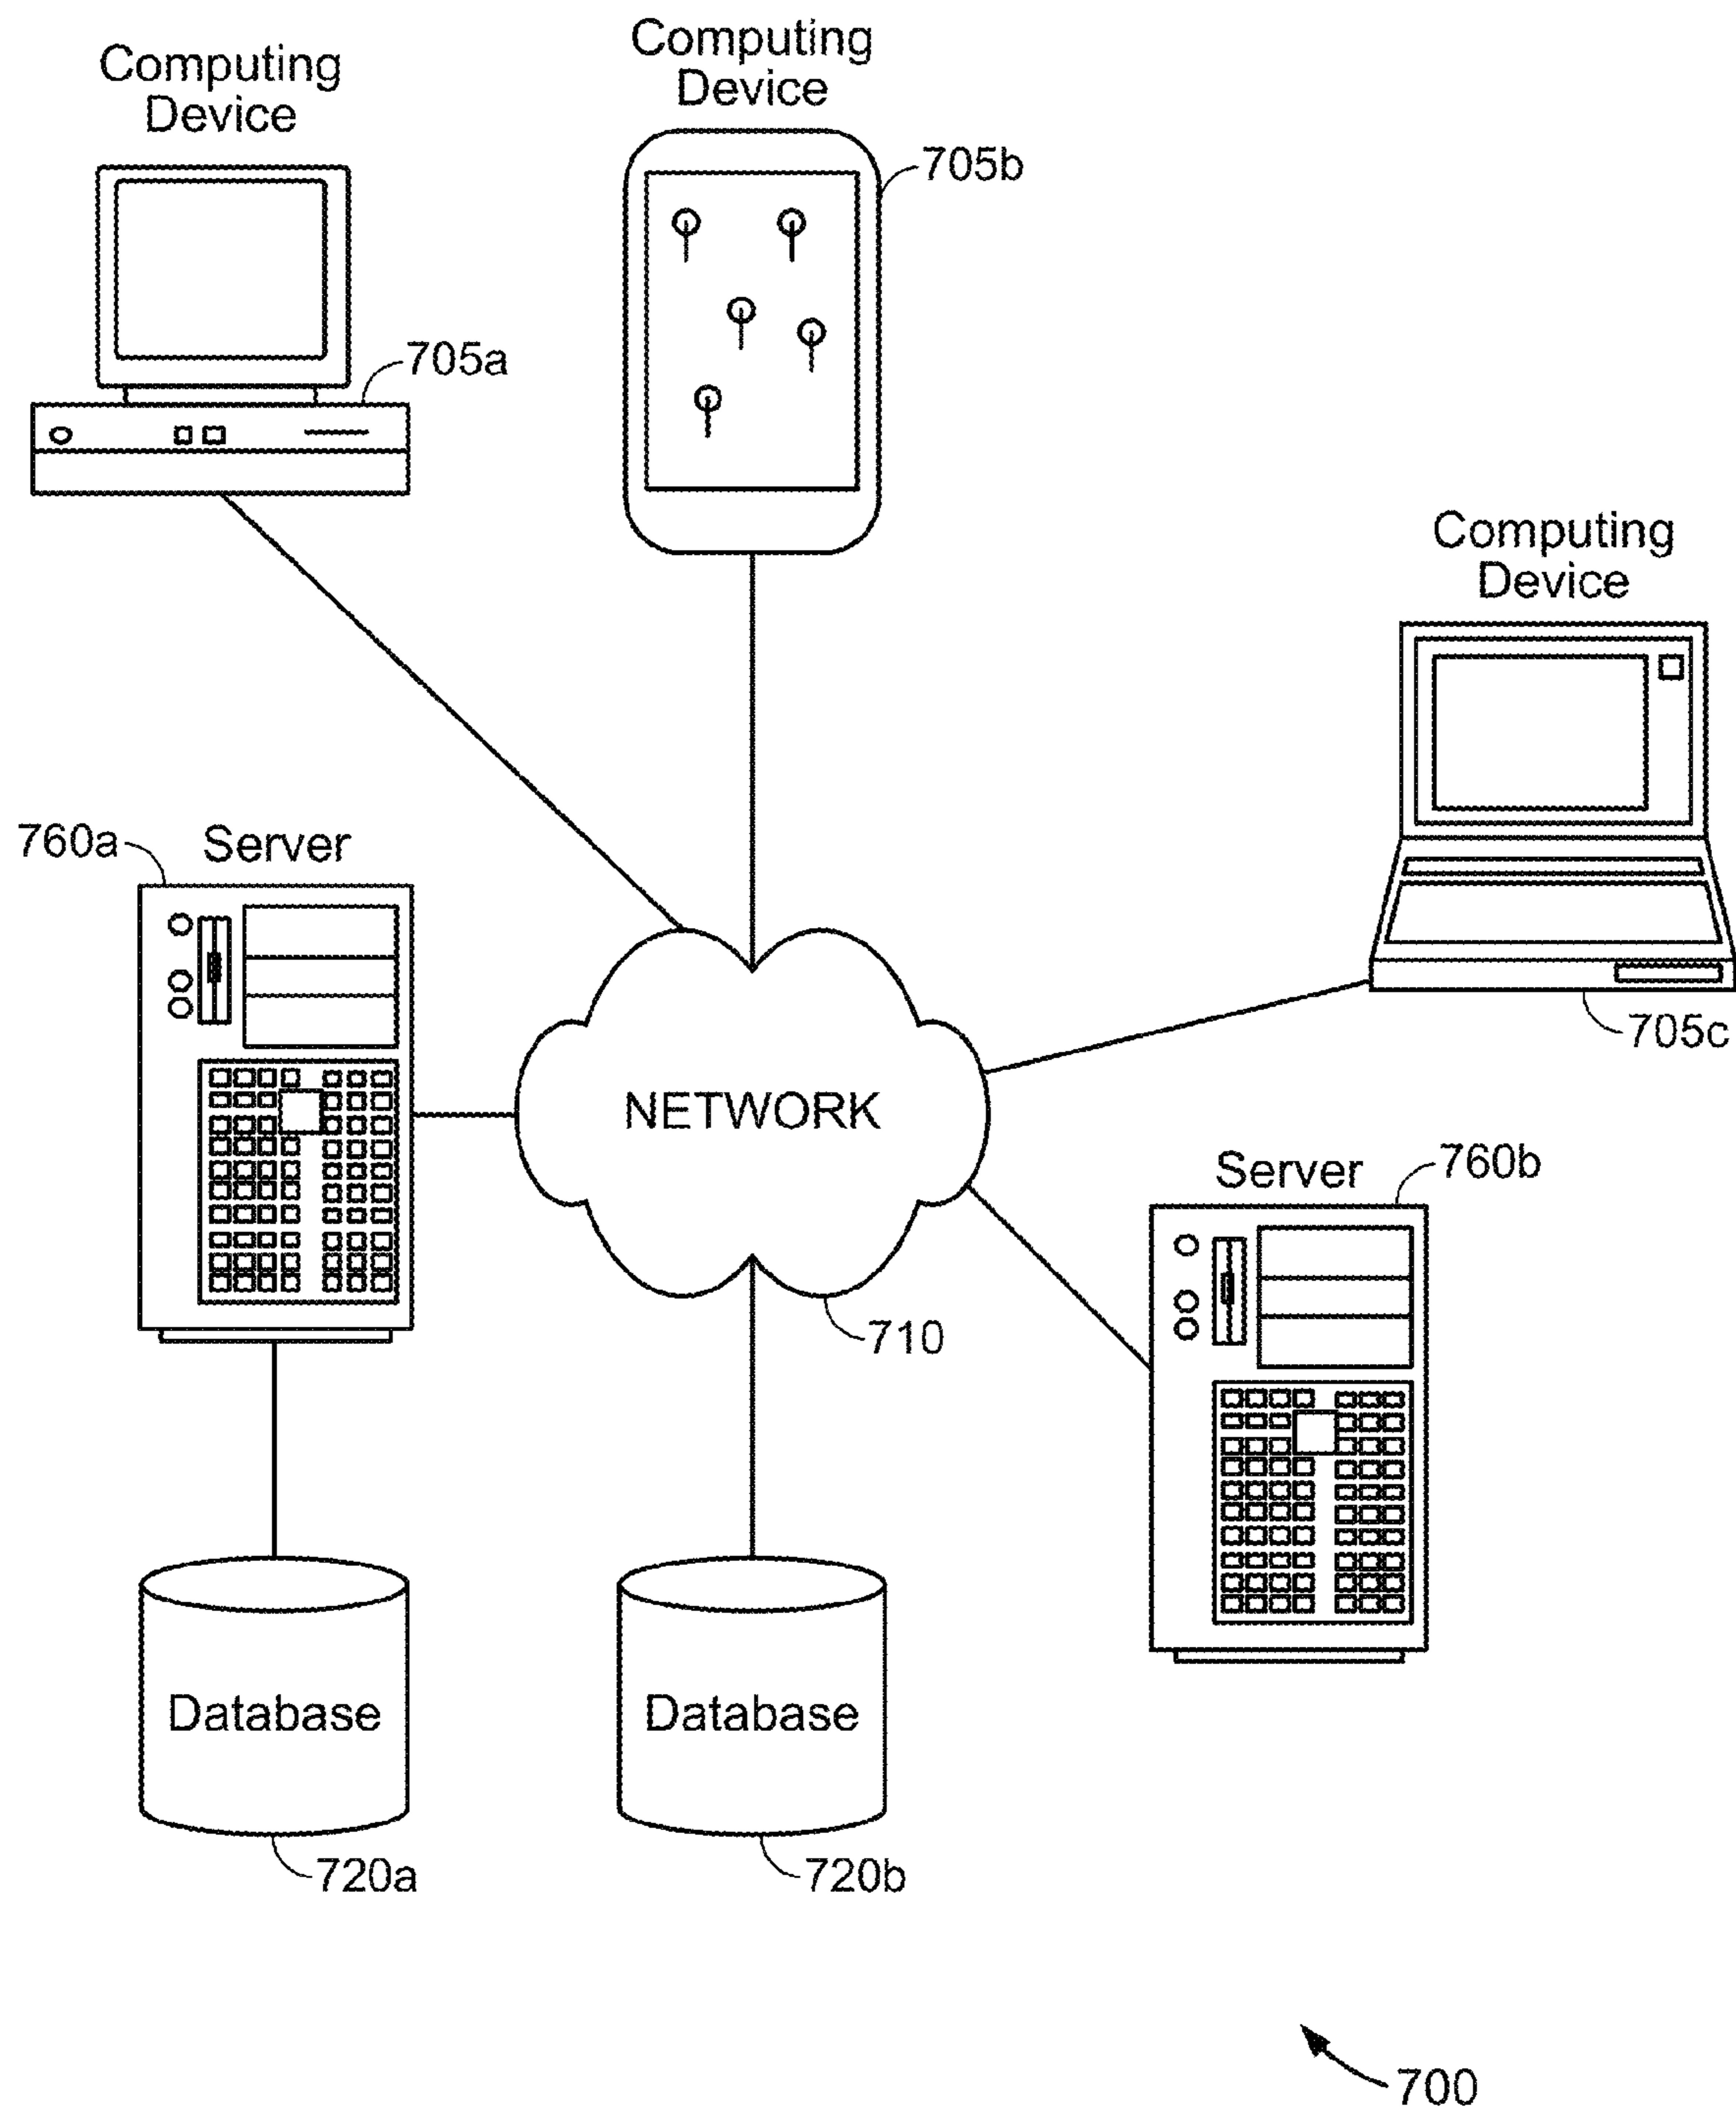 Computing
Device
Computing
Device
705b
705a
Computing
Device
705c
760a
Server
NETWORK
710
Server
760b
Database
720a
Database
720b
700